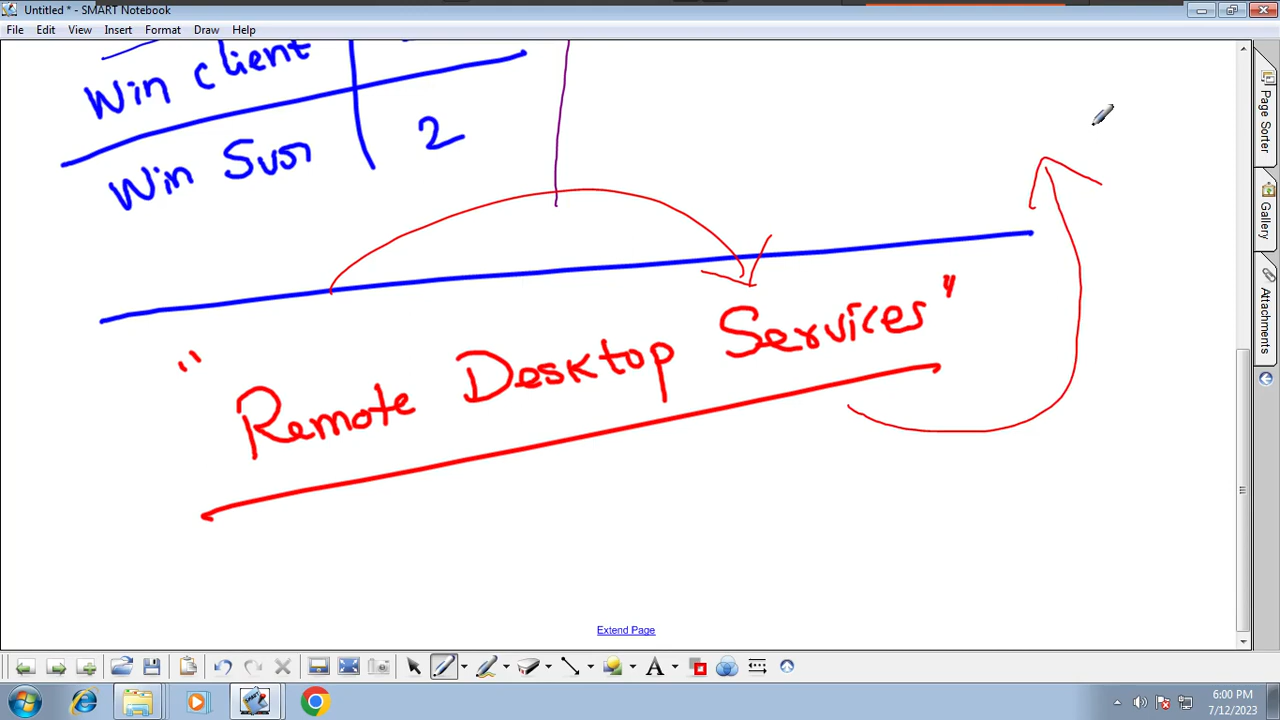 Untitled * - SMART Notebook
File Edit View Insert Format Draw Help
Win client
Win Svor 2
" Remote Desktop Services "
Extend Page
Page Sorter
Gallery
Attachments
6:00 PM
7/12/2023